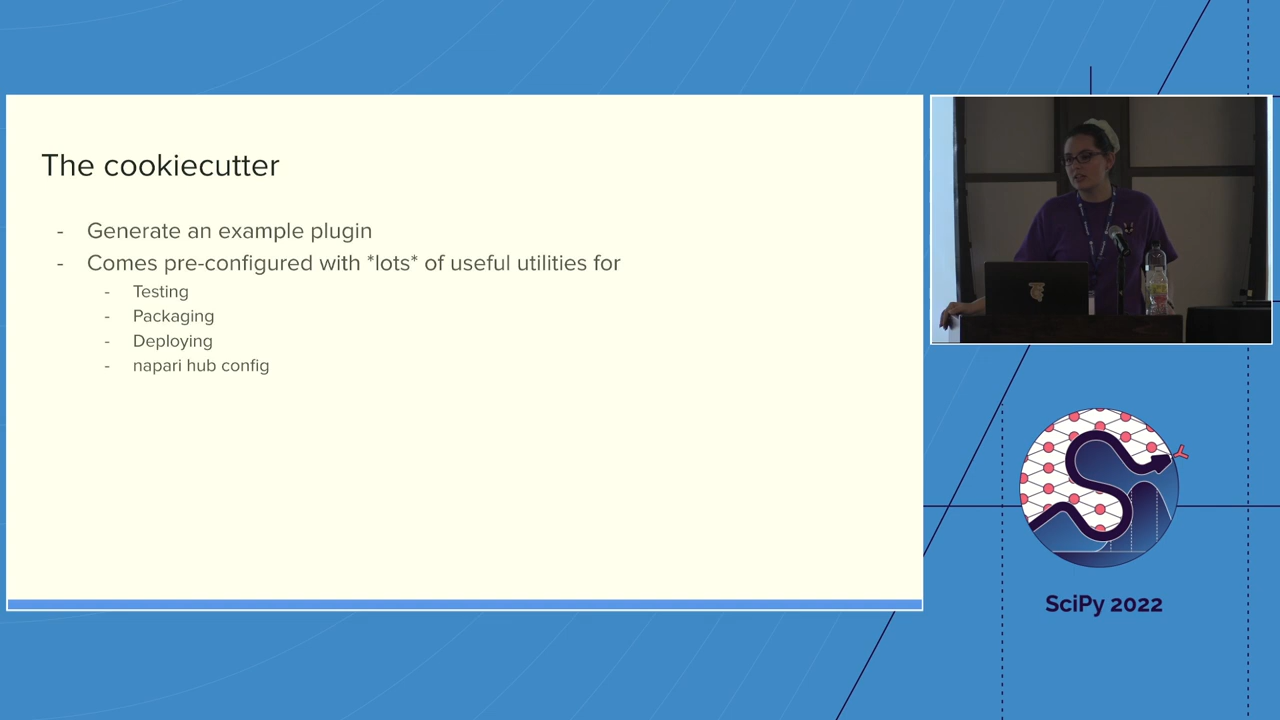 The cookiecutter
- Generate an example plugin
- Comes pre-configured with *lots* of useful utilities for
- Testing
- Packaging
- Deploying
- napari hub config
SciPy 2022